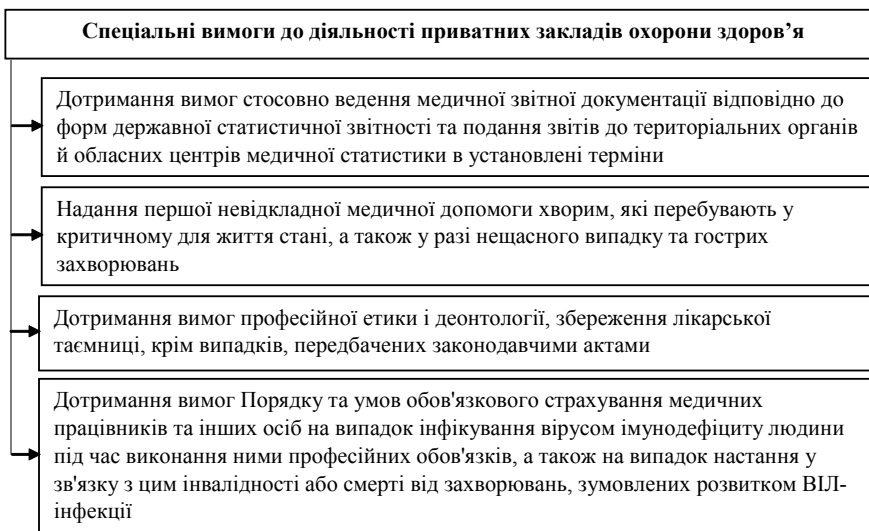 Спеціальні вимоги до діяльності приватних закладів охорони здоров’я
Дотримання вимог стосовно ведення медичної звітної документації відповідно до
форм державної статистичної звітності та подання звітів до територіальних органів
й обласних центрів медичної статистики в установлені терміни
Надання першої невідкладної медичної допомоги хворим, які перебувають у
критичному для життя стані, а також у разі нещасного випадку та гострих
захворювань
Дотримання вимог професійної етики і деонтології, збереження лікарської
таємниці, крім випадків, передбачених законодавчими актами
Дотримання вимог Порядку та умов обов'язкового страхування медичних
працівників та інших осіб на випадок інфікування вірусом імунодефіциту людини
під час виконання ними професійних обов'язків, а також на випадок настання у
зв'язку з цим інвалідності або смерті від захворювань, зумовлених розвитком ВІЛ-
інфекції